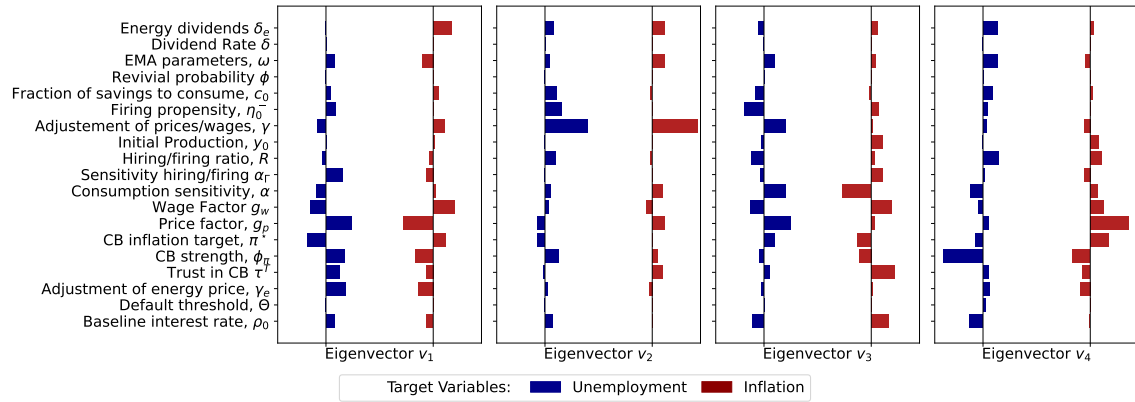 Energy dividends δₑ
Dividend Rate δ
EMA parameters, ω
Revivial probability ϕ
Fraction of savings to consume, c₀
Firing propensity, η₀⁻
Adjustement of prices/wages, γ
Initial Production, y₀
Hiring/firing ratio, R
Sensitivity hiring/firing α_Γ
Consumption sensitivity, α
Wage Factor g_w
Price factor, gₚ
CB inflation target, π*
CB strength, ϕ_π
Trust in CB τᵀ
Adjustment of energy price, γₑ
Default threshold, Θ
Baseline interest rate, ρ₀
Eigenvector v₁ Eigenvector v₂ Eigenvector v₃ Eigenvector v₄
Target Variables: Unemployment Inflation